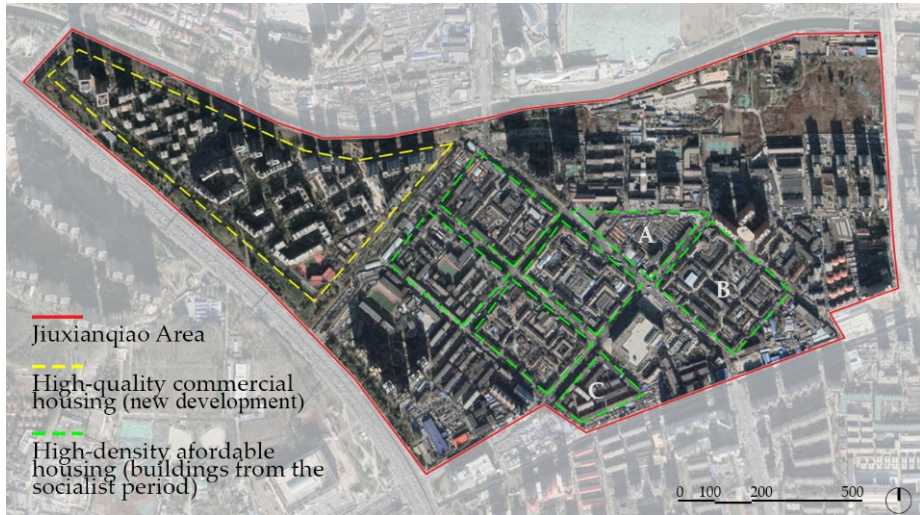 A
B
C
Jiuxianqiao Area
High-quality commercial
housing (new development)
High-density affordable
housing (buildings from the
socialist period)
0 100 200 500